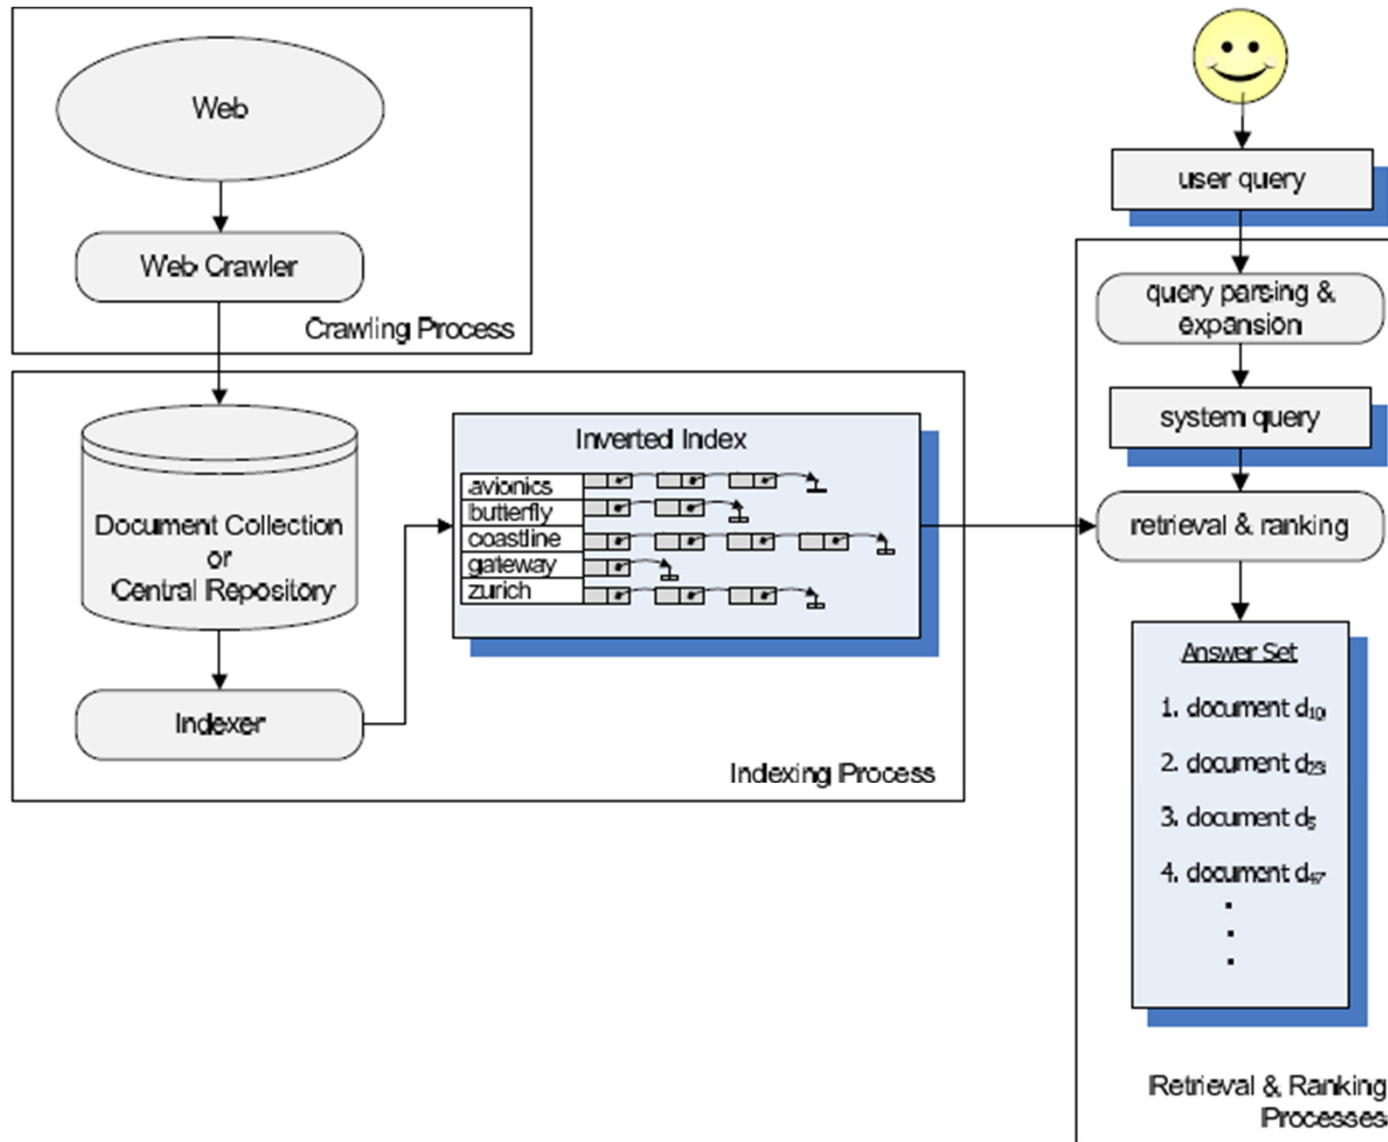 Web
Web Crawler
Crawling Process
Document Collection
or
Central Repository
Indexer
Inverted Index
avionics
butterfly
coastline
gateway
zurich
Indexing Process
user query
query parsing &
expansion
system query
retrieval & ranking
Answer Set
1. document d10
2. document d25
3. document d5
4. document d47
Retrieval & Ranking
Processes